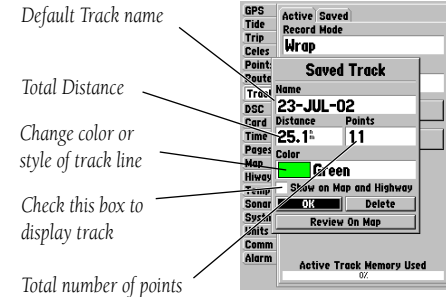 Default Track name
Total Distance
Change color or
style of track line
Check this box to
display track
Total number of points
GPS
Tide
Trip
Celes
Point
Route
Track
DSC
Card
Time
Pages
Map
Hiway
Temp
Sonar
Systm
Units
Comm
Alarm
Active Saved
Record Mode
Wrap
Saved Track
Name
23-JUL-02
Distance Points
25.1 11
Color
Green
Show on Map and Highway
OK Delete
Review On Map
Active Track Memory Used
0%